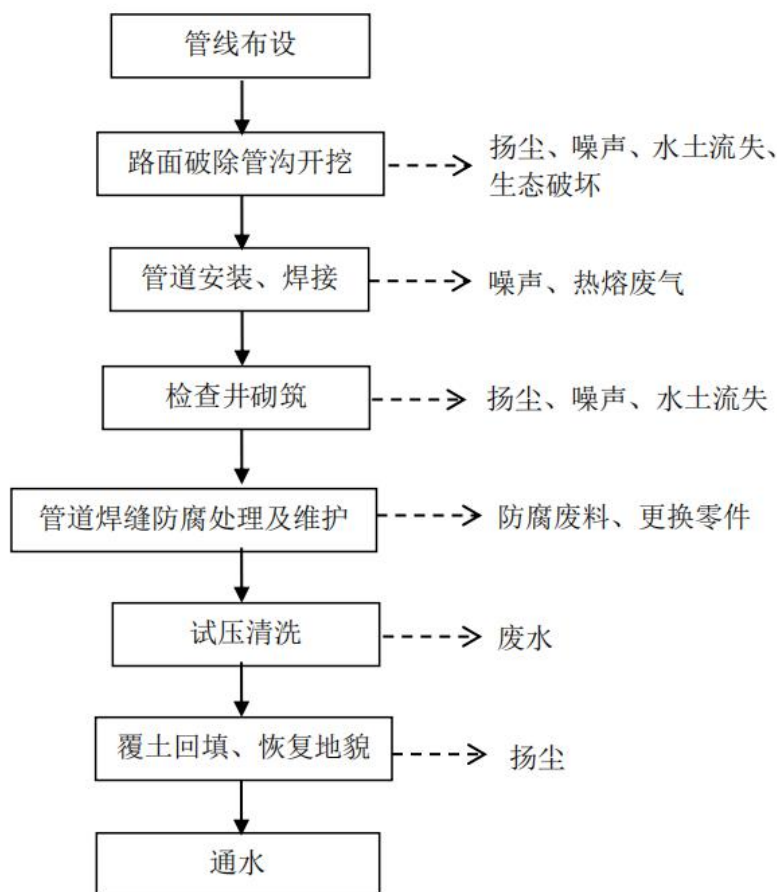 管线布设
路面破除管沟开挖
扬尘、噪声、水土流失、
生态破坏
管道安装、焊接
噪声、热熔废气
检查井砌筑
扬尘、噪声、水土流失
管道焊缝防腐处理及维护
防腐废料、更换零件
试压清洗
废水
覆土回填、恢复地貌
扬尘
通水